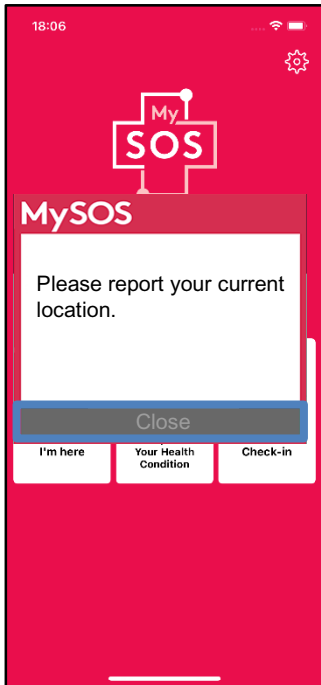 18:06
My
SOS
MySOS
Please report your current
location.
Close
I'm here
Your Health
Condition
Check-in